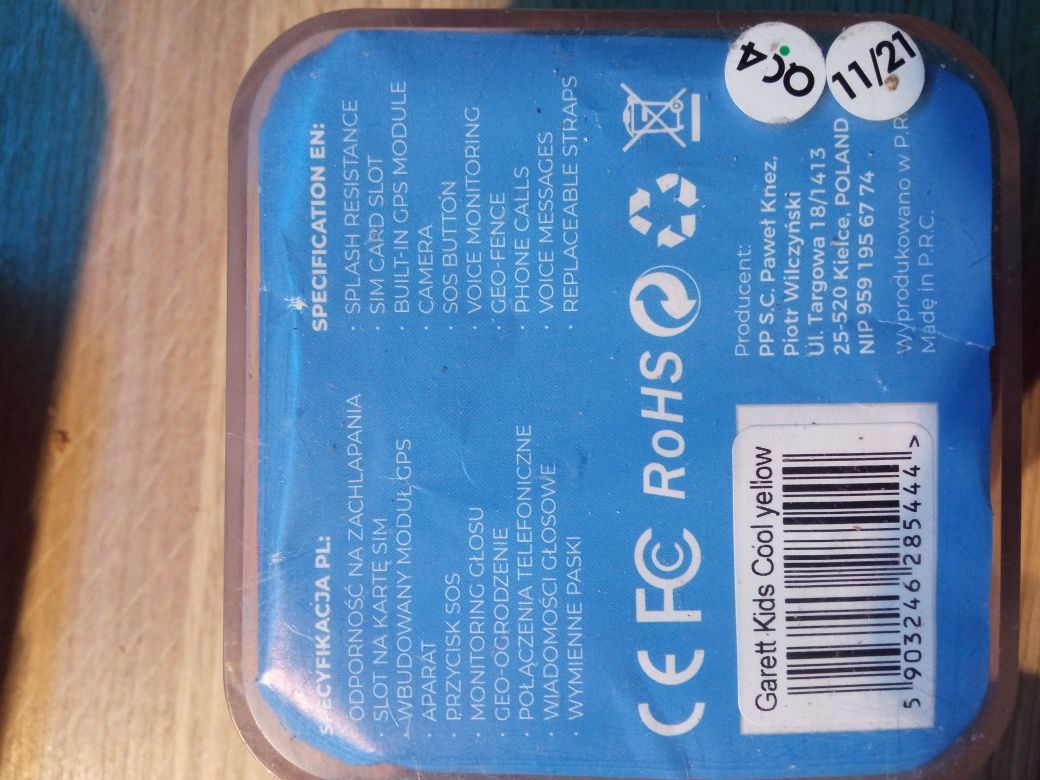 SPECYFIKACJA PL:
· ODPORNOŚĆ NA ZACHLAPANIA
· SLOT NA KARTĘ SIM
· WBUDOWANY MODUŁ GPS
· APARAT
· PRZYCISK SOS
· MONITORING GŁOSU
· GEO-OGRODZENIE
· POŁĄCZENIA TELEFONICZNE
· WIADOMOŚCI GŁOSOWE
· WYMIENNE PASKI
SPECIFICATION EN:
· SPLASH RESISTANCE
· SIM CARD SLOT
· BUILT-IN GPS MODULE
· CAMERA
· SOS BUTTON
· VOICE MONITORING
· GEO-FENCE
· PHONE CALLS
· VOICE MESSAGES
· REPLACEABLE STRAPS
CE FC RoHS
Garett Kids Cool yellow
5 903246 285444 >
Producent:
PP S.C. Paweł Knez,
Piotr Wilczyński
Ul. Targowa 18/1413
25-520 Kielce, POLAND
NIP 959 195 67 74
Wyprodukowano w P.R.
Made in P.R.C.
QC4
11/21